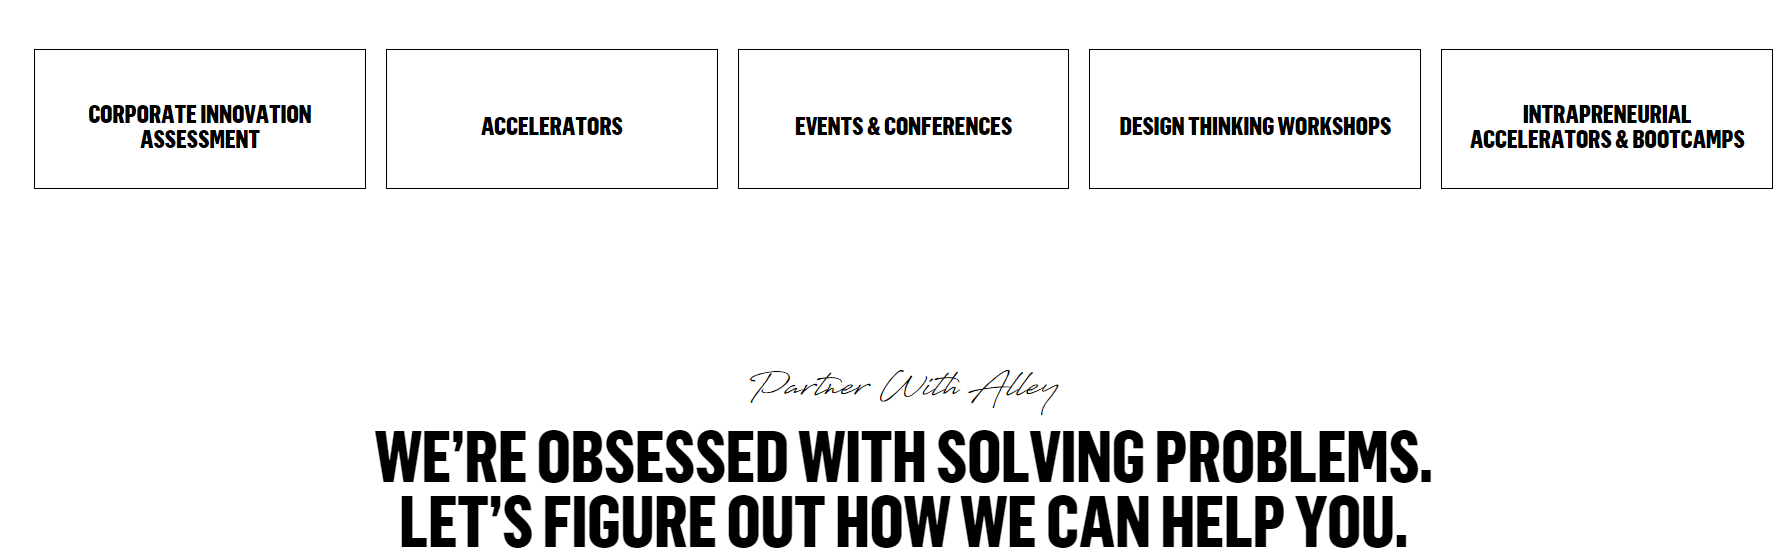 CORPORATE INNOVATION
ASSESSMENT
ACCELERATORS
EVENTS & CONFERENCES
DESIGN THINKING WORKSHOPS
INTRAPRENEURIAL
ACCELERATORS & BOOTCAMPS
Partner With Alley
WE’RE OBSESSED WITH SOLVING PROBLEMS.
LET’S FIGURE OUT HOW WE CAN HELP YOU.